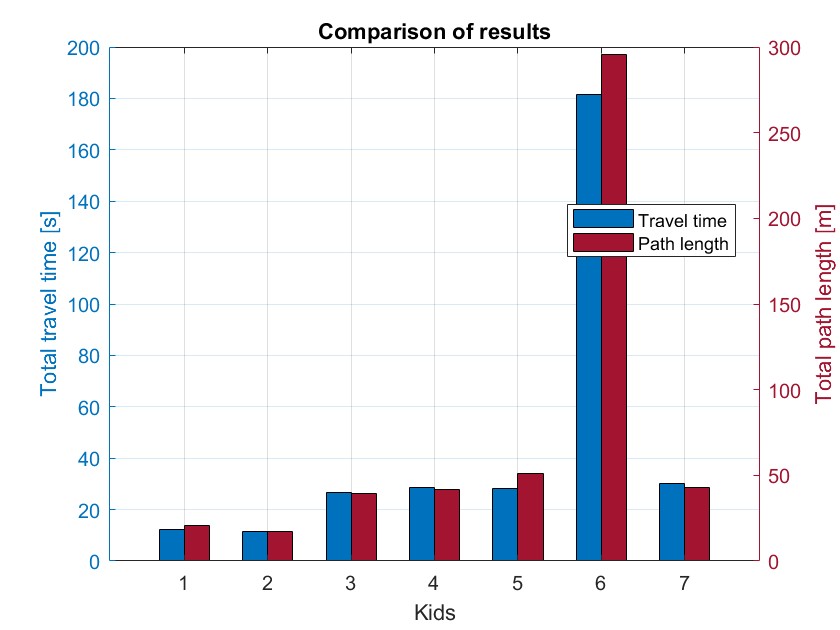 Comparison of results
200
180
160
140
120
100
80
60
40
20
0
Total travel time [s]
300
250
200
150
100
50
0
Total path length [m]
Travel time
Path length
1 2 3 4 5 6 7
Kids